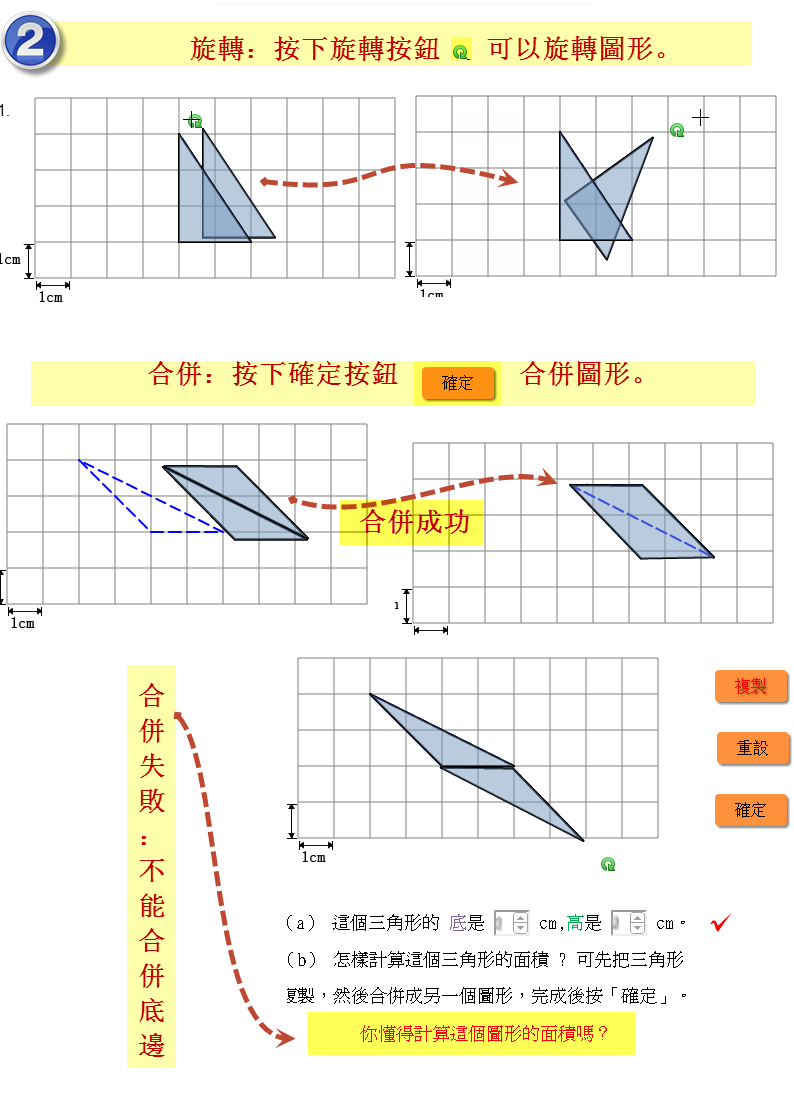 2
旋轉：按下旋轉按鈕 可以旋轉圖形。
1.
1cm
1cm
1cm
合併：按下確定按鈕 確定 合併圖形。
合併成功
1cm
合併失敗：不能合併底邊
複製
重設
確定
1cm
（a） 這個三角形的 底是 0 cm,高是 0 cm。
（b） 怎樣計算這個三角形的面積 ? 可先把三角形
复製，然後合併成另一個圖形，完成後按「確定」。
你懂得計算這個圖形的面積嗎？